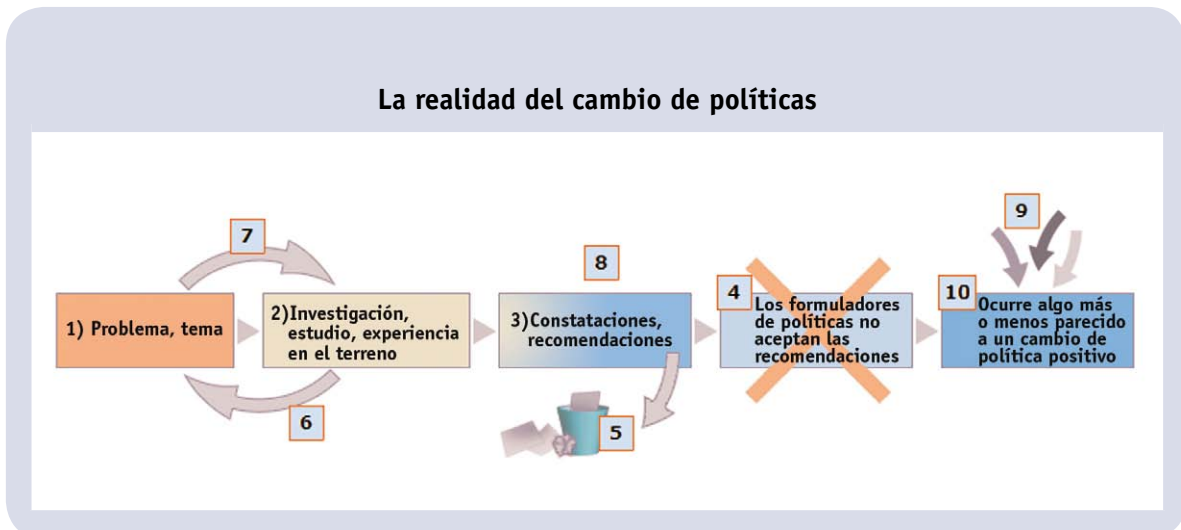 La realidad del cambio de políticas
7
9
8
1) Problema, tema
2)Investigación,
estudio, experiencia
en el terreno
3)Constataciones,
recomendaciones
4
Los formuladores
de políticas no
aceptan las
recomendaciones
10
Ocurre algo más
o menos parecido
a un cambio de
política positivo
6
5